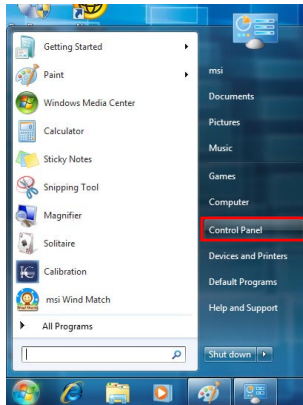 Getting Started
Paint
Windows Media Center
Calculator
Sticky Notes
Snipping Tool
Magnifier
Solitaire
Calibration
msi Wind Match
All Programs
msi
Documents
Pictures
Music
Games
Computer
Control Panel
Devices and Printers
Default Programs
Help and Support
Shut down